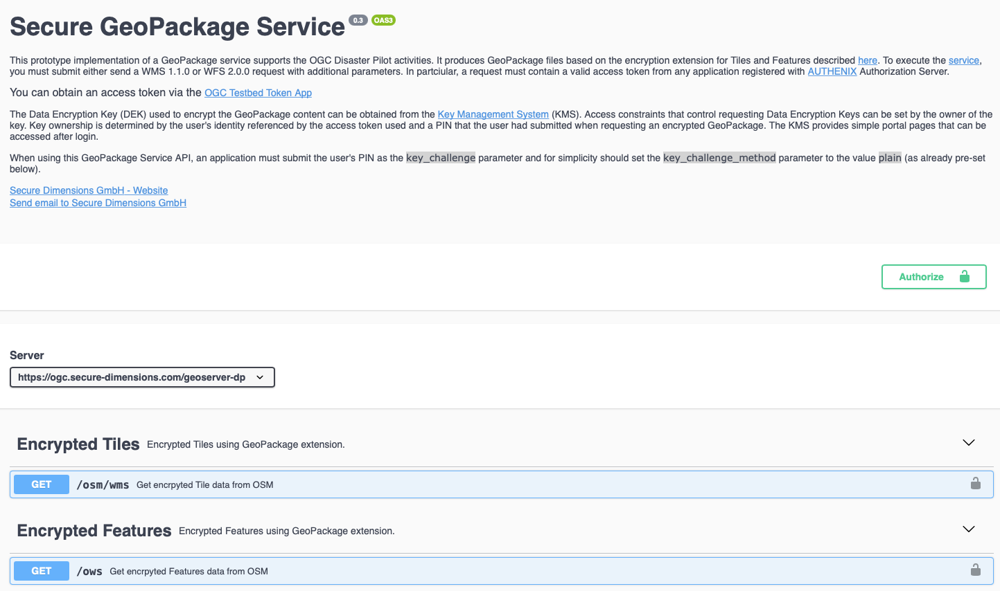 Secure GeoPackage Service 0.3 OAS3
This prototype implementation of a GeoPackage service supports the OGC Disaster Pilot activities. It produces GeoPackage files based on the encryption extension for Tiles and Features described here. To execute the service,
you must submit either send a WMS 1.1.0 or WFS 2.0.0 request with additional parameters. In partciular, a request must contain a valid access token from any application registered with AUTHENIX Authorization Server.
You can obtain an access token via the OGC Testbed Token App
The Data Encryption Key (DEK) used to encrypt the GeoPackage content can be obtained from the Key Management System (KMS). Access constraints that control requesting Data Encryption Keys can be set by the owner of the
key. Key ownership is determined by the user's identity referenced by the access token used and a PIN that the user had submitted when requesting an encrypted GeoPackage. The KMS provides simple portal pages that can be
accessed after login.
When using this GeoPackage Service API, an application must submit the user's PIN as the key_challenge parameter and for simplicity should set the key_challenge_method parameter to the value plain (as already pre-set
below).
Secure Dimensions GmbH - Website
Send email to Secure Dimensions GmbH
Authorize
Server
https://ogc.secure-dimensions.com/geoserver-dp
Encrypted Tiles Encrypted Tiles using GeoPackage extension.
GET /osm/wms Get encrpyted Tile data from OSM
Encrypted Features Encrypted Features using GeoPackage extension.
GET /ows Get encrpyted Features data from OSM